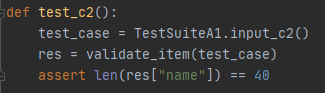 def test_c2():
    test_case = TestSuiteA1.input_c2()
    res = validate_item(test_case)
    assert len(res["name"]) == 40